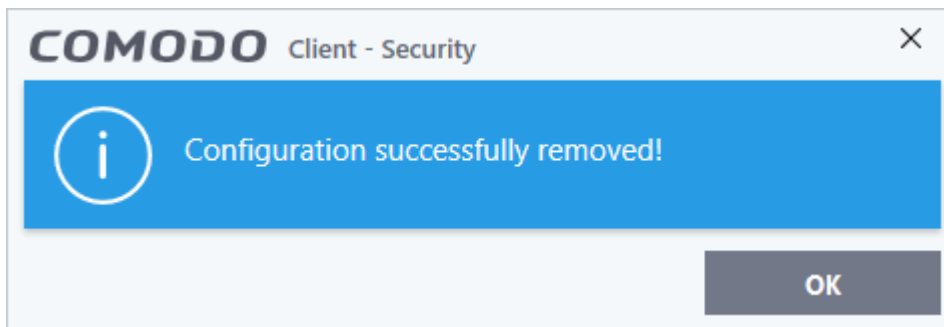 COMODO Client - Security
Configuration successfully removed!
OK